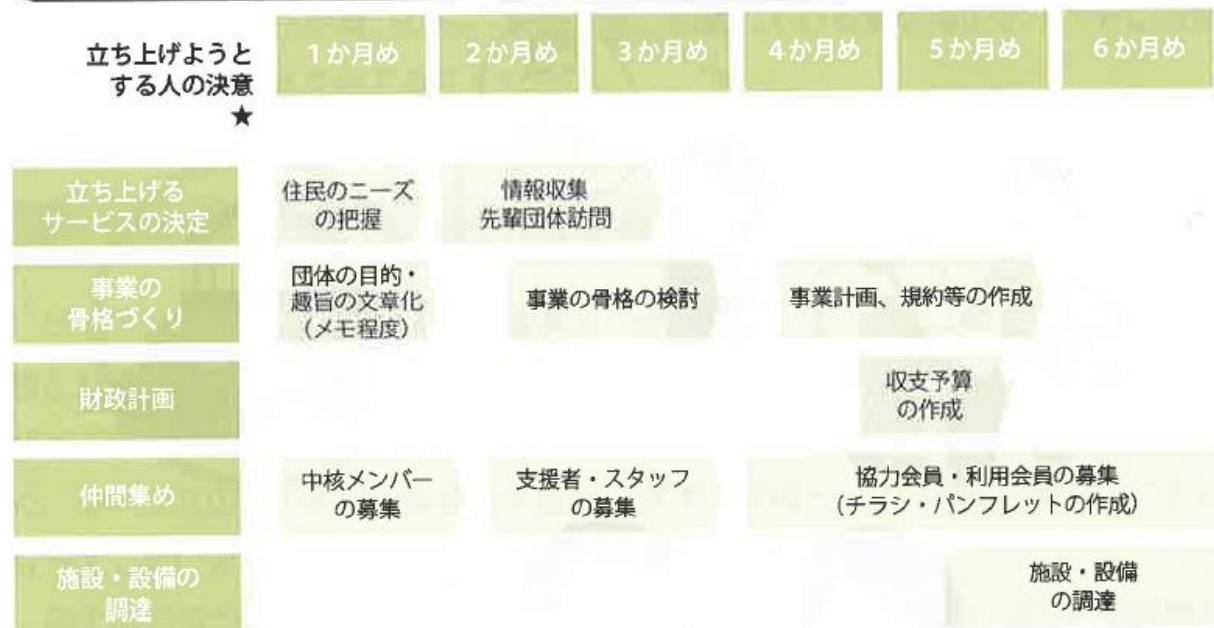 立ち上げようと
する人の決意
★
1か月め
2か月め
3か月め
4か月め
5か月め
6か月め
立ち上げる
サービスの決定
住民のニーズ
の把握
情報収集
先輩団体訪問
事業の
骨格づくり
団体の目的・
趣旨の文章化
（メモ程度）
事業の骨格の検討
事業計画、規約等の作成
財政計画
収支予算
の作成
仲間集め
中核メンバー
の募集
支援者・スタッフ
の募集
協力会員・利用会員の募集
（チラシ・パンフレットの作成）
施設・設備の
調達
施設・設備
の調達